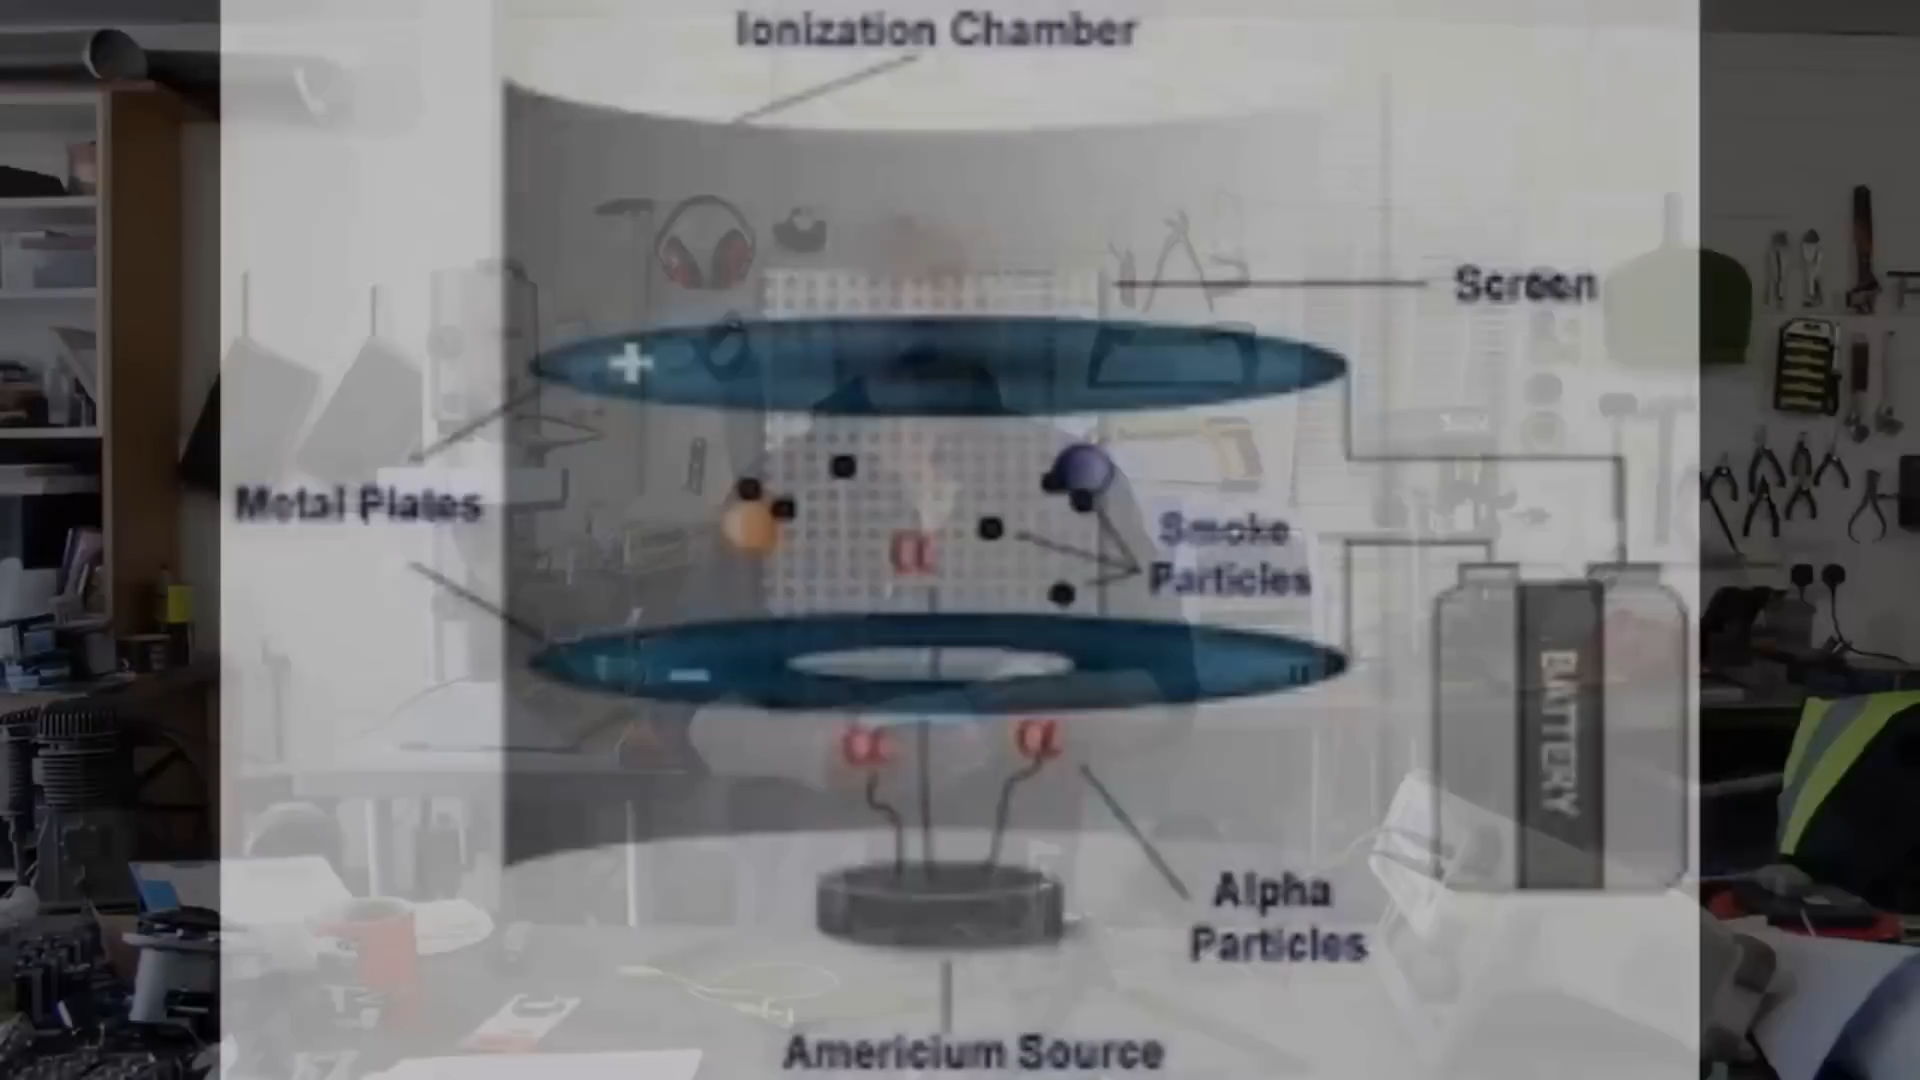 Ionization Chamber
Screen
+
Metal Plates
Smoke
Particles
α
BATTERY
α
α
Alpha
Particles
Americium Source